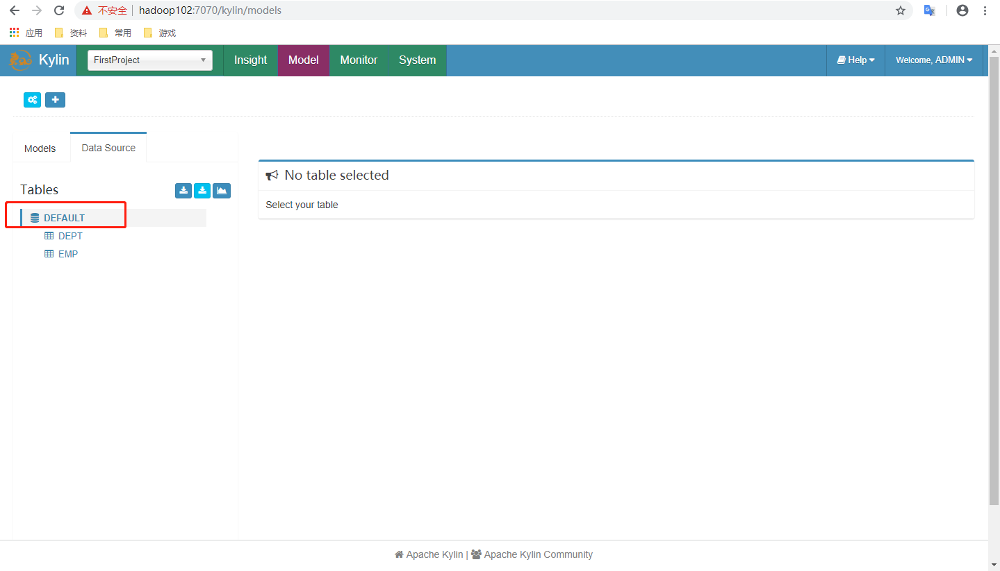 不安全 hadoop102:7070/kylin/models
应用 资料 常用 游戏
Kylin FirstProject Insight Model Monitor System Help Welcome, ADMIN
Models Data Source
No table selected
Tables
Select your table
DEFAULT
DEPT
EMP
Apache Kylin | Apache Kylin Community